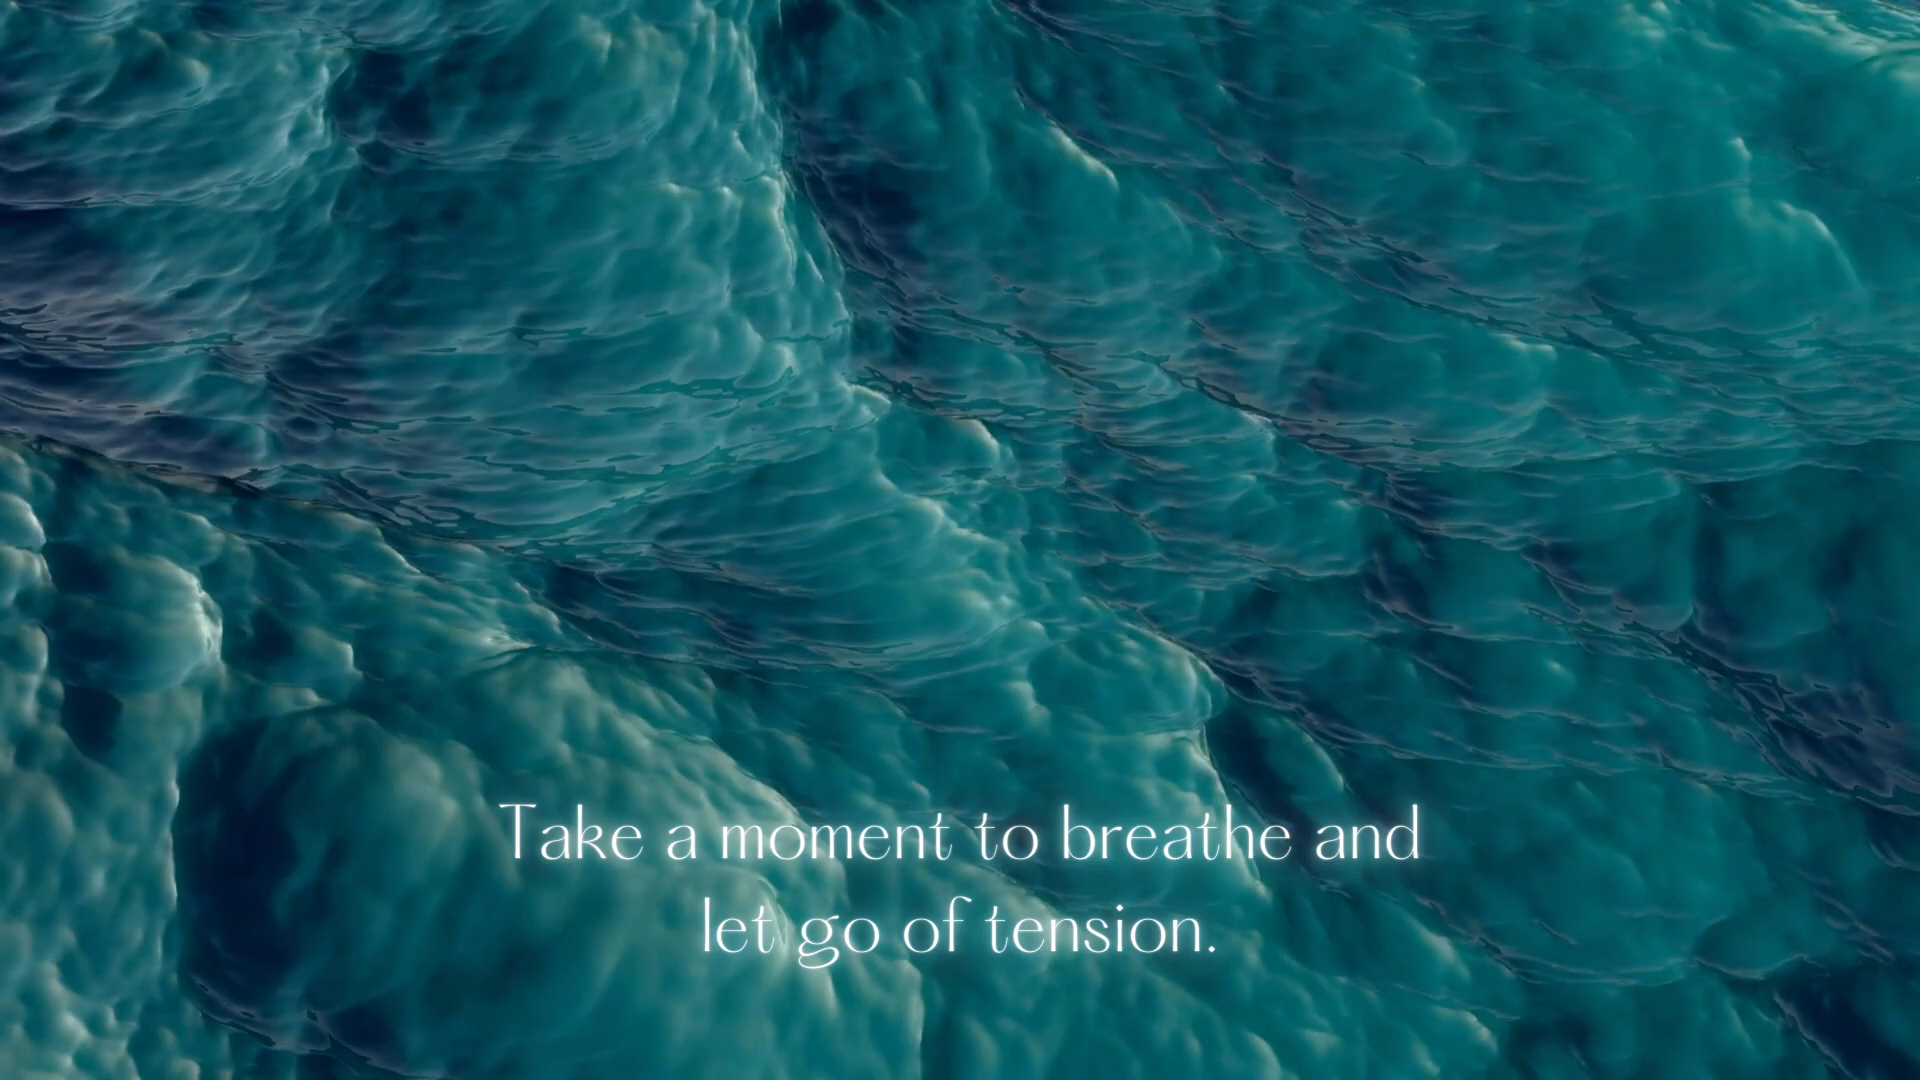 Take a moment to breathe and
let go of tension.